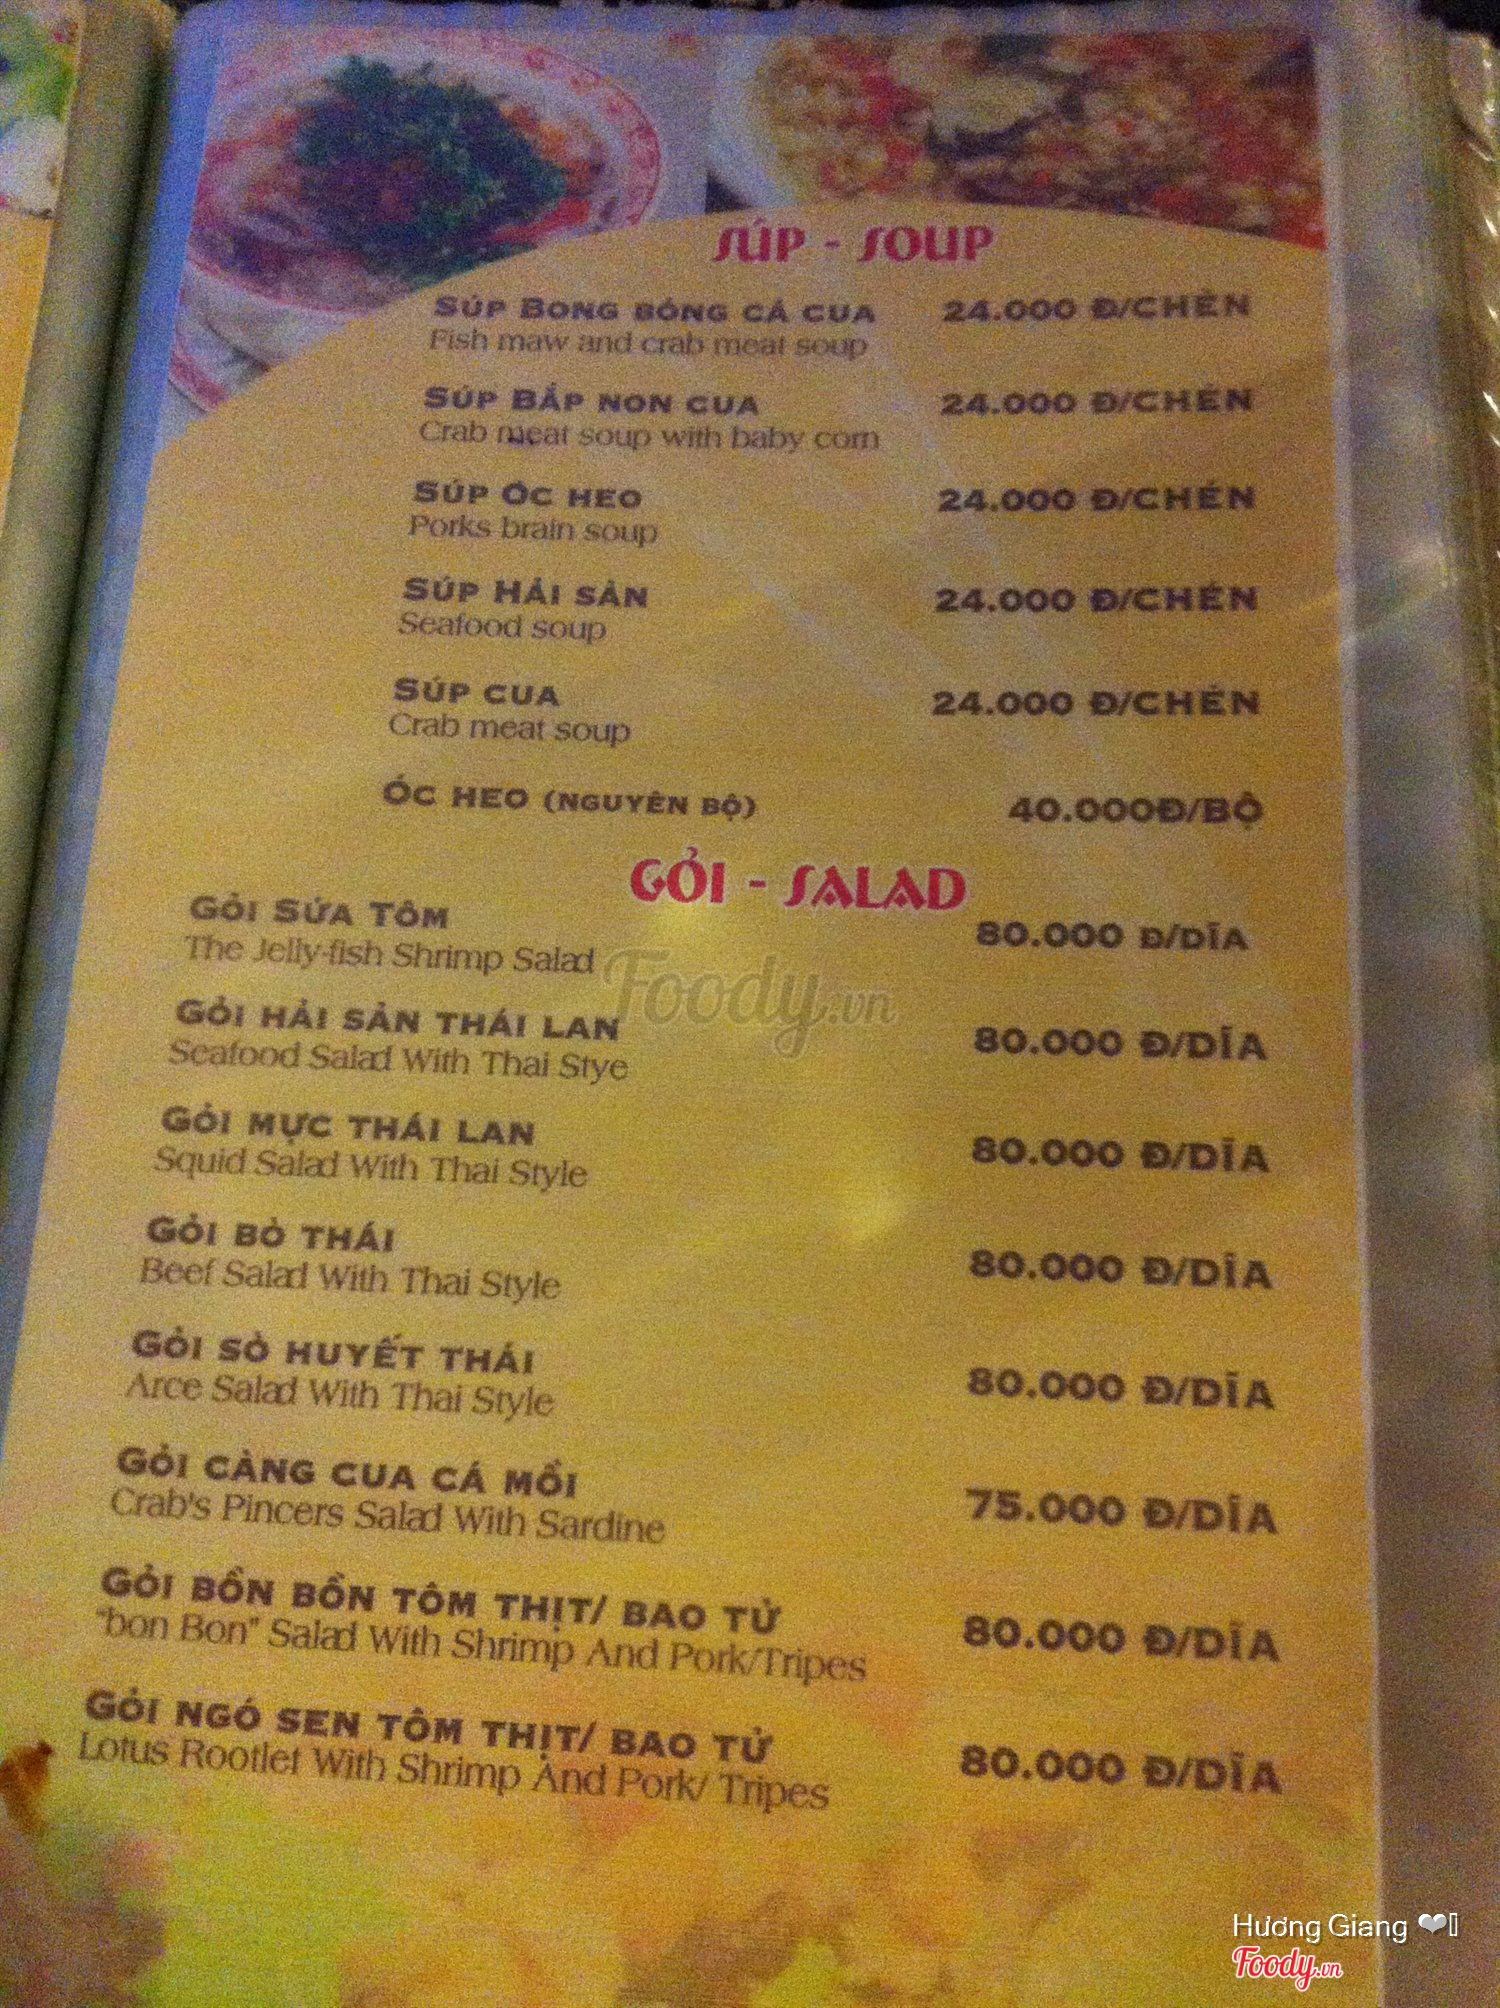 SÚP - SOUP
SÚP BONG BÓNG CÁ CUA 24.000 Đ/CHÉN
Fish maw and crab meat soup
SÚP BẮP NON CUA 24.000 Đ/CHÉN
Crab meat soup with baby corn
SÚP ÓC HEO 24.000 Đ/CHÉN
Porks brain soup
SÚP HẢI SẢN 24.000 Đ/CHÉN
Seafood soup
SÚP CUA 24.000 Đ/CHÉN
Crab meat soup
ÓC HEO (NGUYÊN BỘ) 40.000Đ/BỘ
GỎI - SALAD
GỎI SỨA TÔM 80.000 Đ/DĨA
The Jelly-fish Shrimp Salad
GỎI HẢI SẢN THÁI LAN 80.000 Đ/DĨA
Seafood Salad With Thai Stye
GỎI MỰC THÁI LAN 80.000 Đ/DĨA
Squid Salad With Thai Style
GỎI BÒ THÁI 80.000 Đ/DĨA
Beef Salad With Thai Style
GỎI SÒ HUYẾT THÁI 80.000 Đ/DĨA
Arce Salad With Thai Style
GỎI CÀNG CUA CÁ MỒI 75.000 Đ/DĨA
Crab's Pincers Salad With Sardine
GỎI BỒN BỒN TÔM THỊT/ BAO TỬ 80.000 Đ/DĨA
"bon Bon" Salad With Shrimp And Pork/Tripes
GỎI NGÓ SEN TÔM THỊT/ BAO TỬ 80.000 Đ/DĨA
Lotus Rootlet With Shrimp And Pork/ Tripes
Foody.vn
Hương Giang ❤
Foody.vn